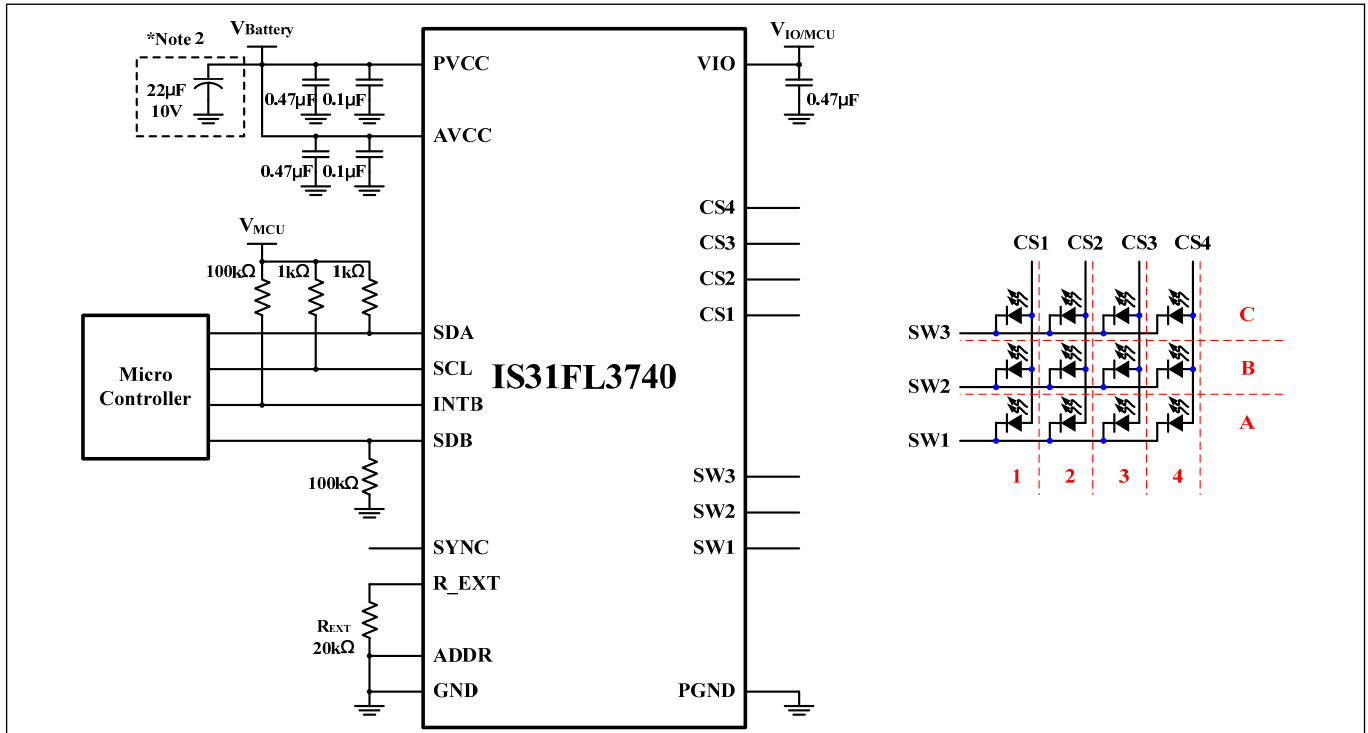 *Note 2
VBattery
22µF
10V
0.47µF
0.1µF
0.47µF
0.1µF
VMCU
100kΩ
1kΩ
1kΩ
Micro
Controller
100kΩ
REXT
20kΩ
PVCC
AVCC
SDA
SCL
INTB
SDB
SYNC
R_EXT
ADDR
GND
IS31FL3740
VIO
CS4
CS3
CS2
CS1
SW3
SW2
SW1
PGND
VIO/MCU
0.47µF
CS1 CS2 CS3 CS4
SW3 C
SW2 B
SW1 A
1 2 3 4